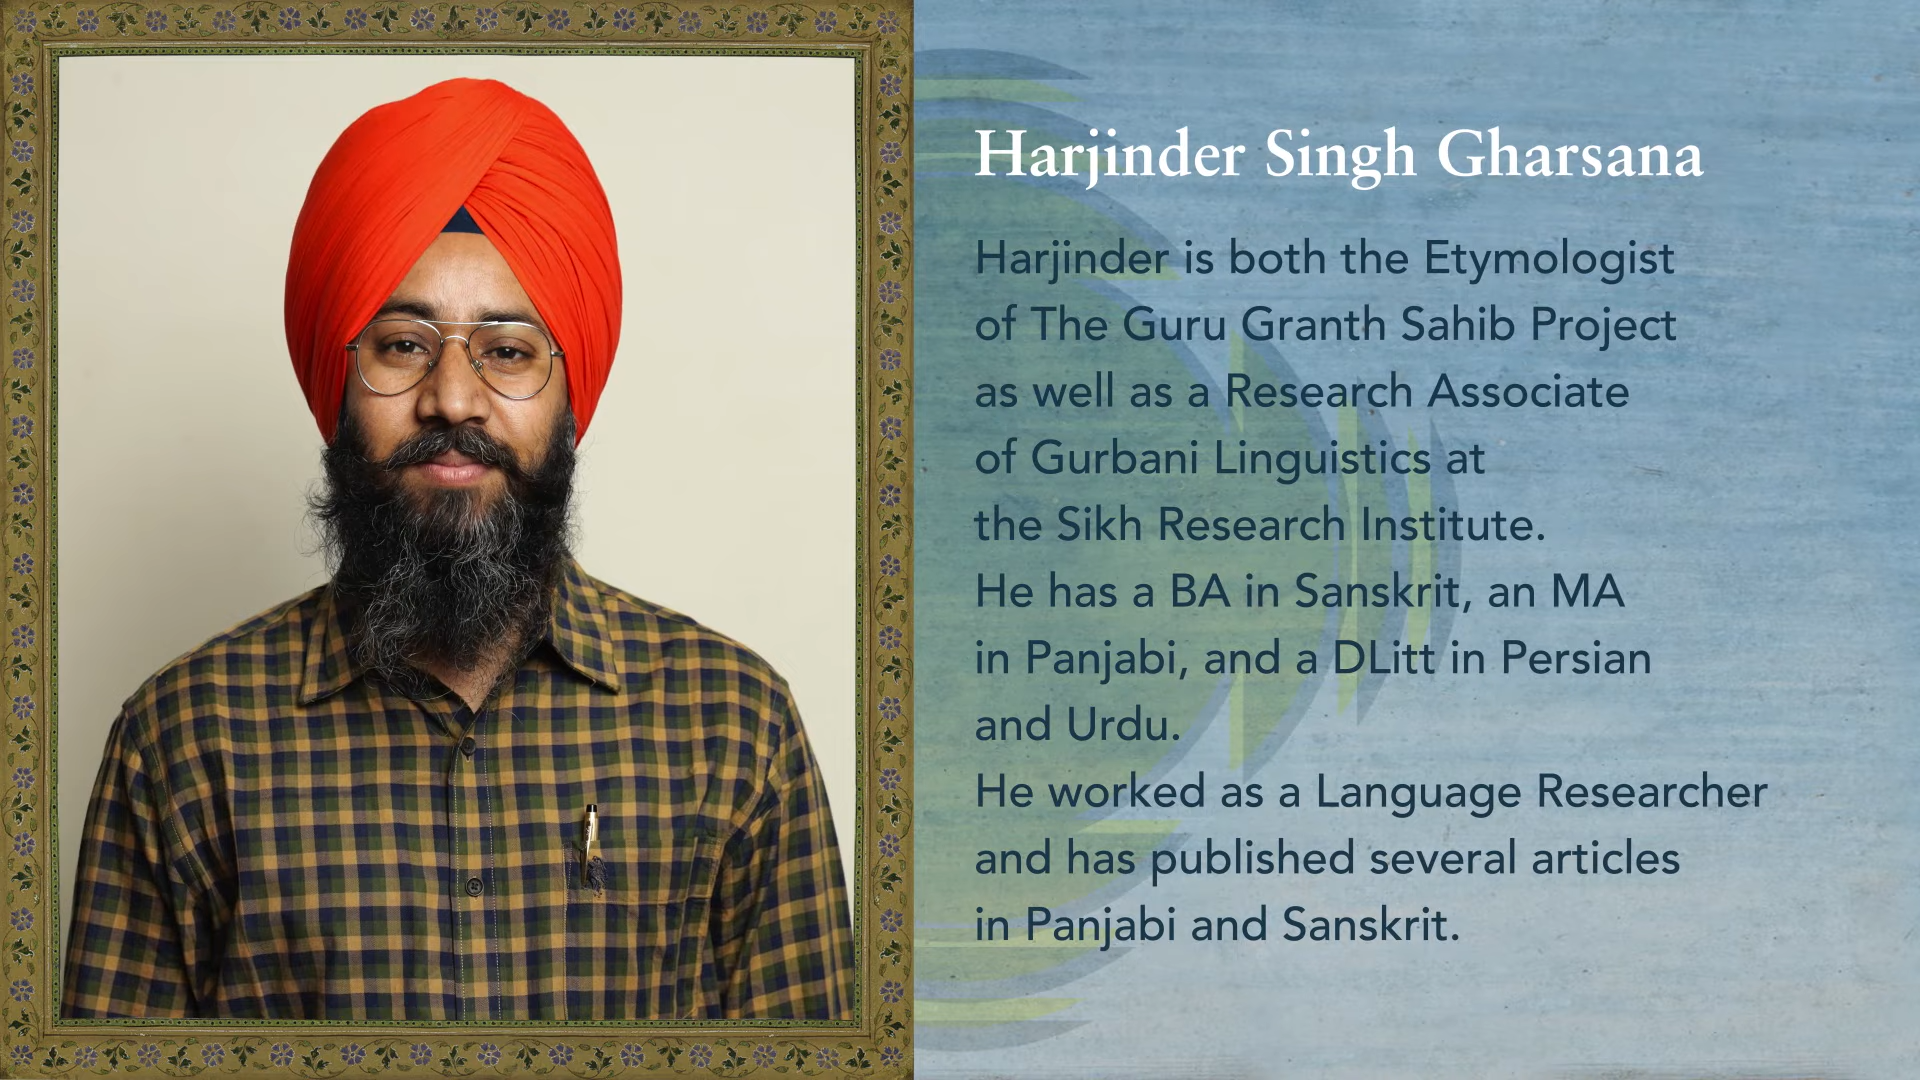 Harjinder Singh Gharsana
Harjinder is both the Etymologist
of The Guru Granth Sahib Project
as well as a Research Associate
of Gurbani Linguistics at
the Sikh Research Institute.
He has a BA in Sanskrit, an MA
in Panjabi, and a DLitt in Persian
and Urdu.
He worked as a Language Researcher
and has published several articles
in Panjabi and Sanskrit.